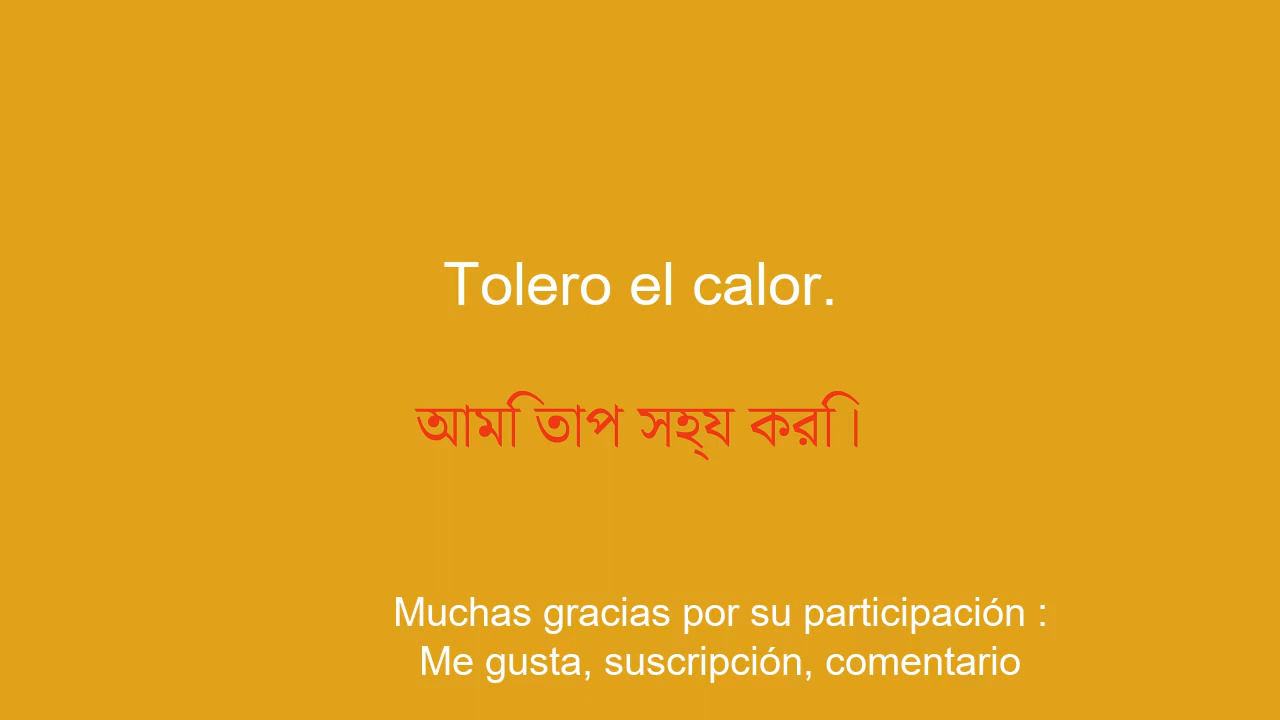 Tolero el calor.
আমি তাপ সহ্য করি।
Muchas gracias por su participación :
Me gusta, suscripción, comentario